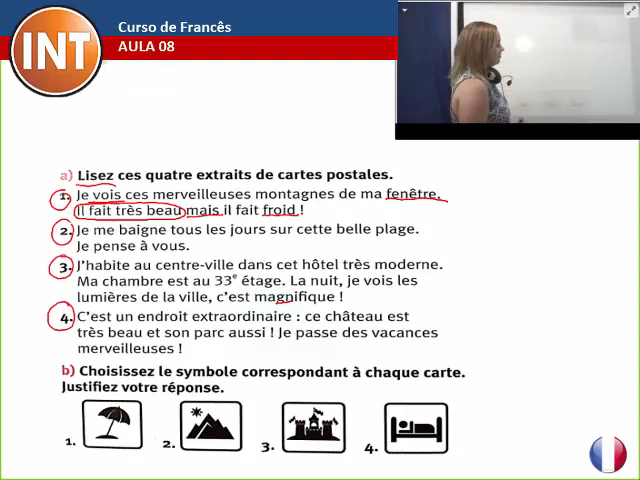 INT
Curso de Francês
AULA 08
a) Lisez ces quatre extraits de cartes postales.
1. Je vois ces merveilleuses montagnes de ma fenêtre.
Il fait très beau mais il fait froid !
2. Je me baigne tous les jours sur cette belle plage.
Je pense à vous.
3. J'habite au centre-ville dans cet hôtel très moderne.
Ma chambre est au 33e étage. La nuit, je vois les
lumières de la ville, c'est magnifique !
4. C'est un endroit extraordinaire : ce château est
très beau et son parc aussi ! Je passe des vacances
merveilleuses !
b) Choisissez le symbole correspondant à chaque carte.
Justifiez votre réponse.
1. 2. 3. 4.